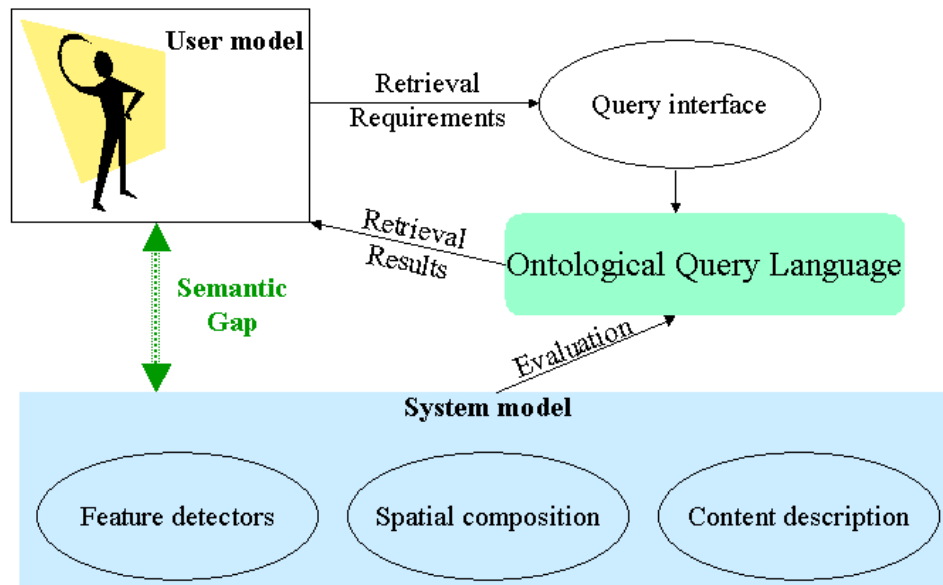 User model
Retrieval
Requirements
Query interface
Retrieval
Results
Ontological Query Language
Semantic
Gap
Evaluation
System model
Feature detectors
Spatial composition
Content description